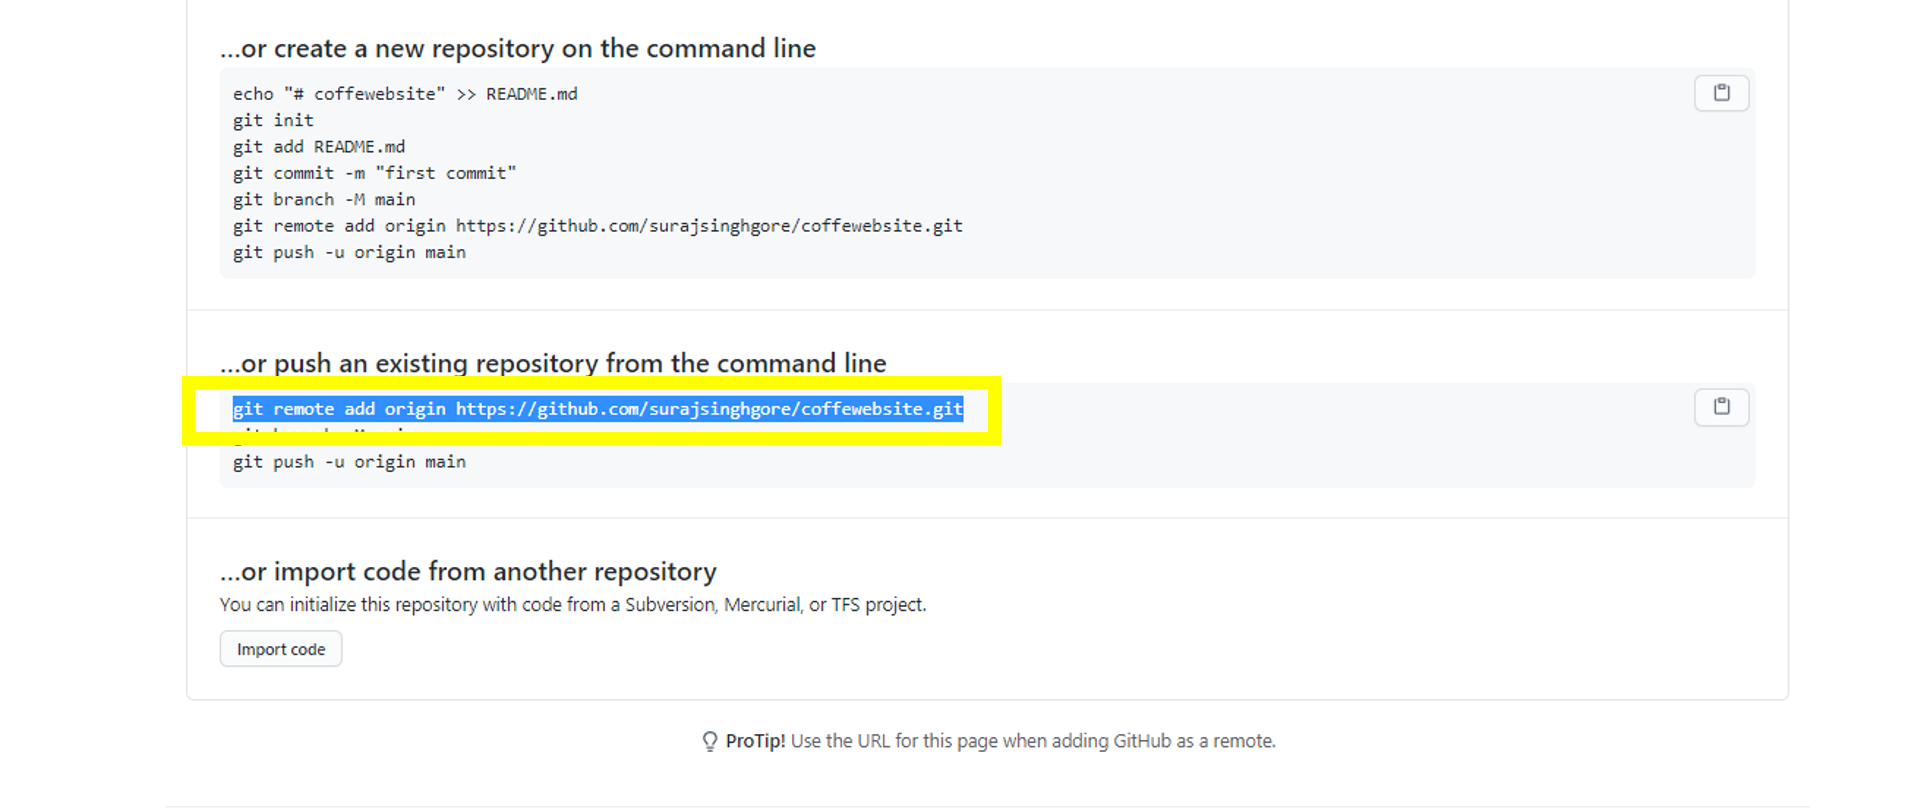 ...or create a new repository on the command line
echo "# coffewebsite" >> README.md
git init
git add README.md
git commit -m "first commit"
git branch -M main
git remote add origin https://github.com/surajsinghgore/coffewebsite.git
git push -u origin main
...or push an existing repository from the command line
git remote add origin https://github.com/surajsinghgore/coffewebsite.git
git push -u origin main
...or import code from another repository
You can initialize this repository with code from a Subversion, Mercurial, or TFS project.
Import code
ProTip! Use the URL for this page when adding GitHub as a remote.